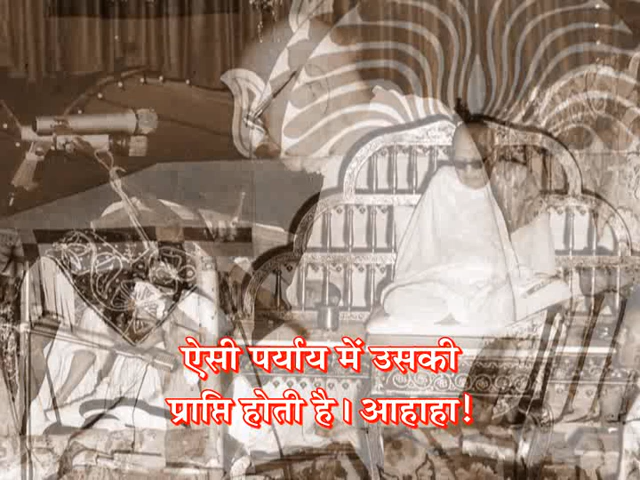 ऐसी पर्याय में उसकी
प्राप्ति होती है। आहाहा!